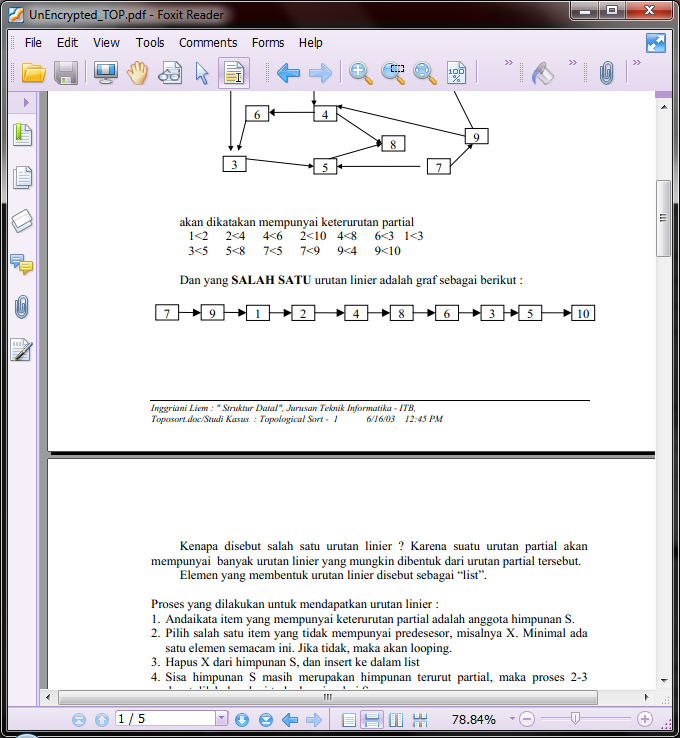 UnEncrypted_TOP.pdf - Foxit Reader
File Edit View Tools Comments Forms Help
6 4
9
8
3 5 7
akan dikatakan mempunyai keterurutan partial
1<2 2<4 4<6 2<10 4<8 6<3 1<3
3<5 5<8 7<5 7<9 9<4 9<10
Dan yang SALAH SATU urutan linier adalah graf sebagai berikut :
7 9 1 2 4 8 6 3 5 10
Inggriani Liem : " Struktur Datal", Jurusan Teknik Informatika - ITB,
Toposort.doc/Studi Kasus : Topological Sort - 1 6/16/03 12:45 PM
Kenapa disebut salah satu urutan linier ? Karena suatu urutan partial akan
mempunyai banyak urutan linier yang mungkin dibentuk dari urutan partial tersebut.
Elemen yang membentuk urutan linier disebut sebagai “list”.
Proses yang dilakukan untuk mendapatkan urutan linier :
1. Andaikata item yang mempunyai keterurutan partial adalah anggota himpunan S.
2. Pilih salah satu item yang tidak mempunyai predesesor, misalnya X. Minimal ada
satu elemen semacam ini. Jika tidak, maka akan looping.
3. Hapus X dari himpunan S, dan insert ke dalam list
4. Sisa himpunan S masih merupakan himpunan terurut partial, maka proses 2-3
1 / 5
78.84%